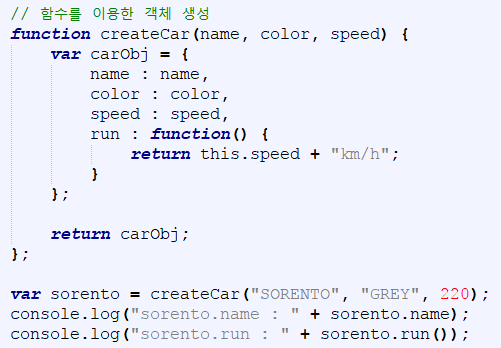 // 함수를 이용한 객체 생성
function createCar(name, color, speed) {
    var carObj = {
        name : name,
        color : color,
        speed : speed,
        run : function() {
            return this.speed + "km/h";
        }
    };

    return carObj;
};

var sorento = createCar("SORENTO", "GREY", 220);
console.log("sorento.name : " + sorento.name);
console.log("sorento.run : " + sorento.run());